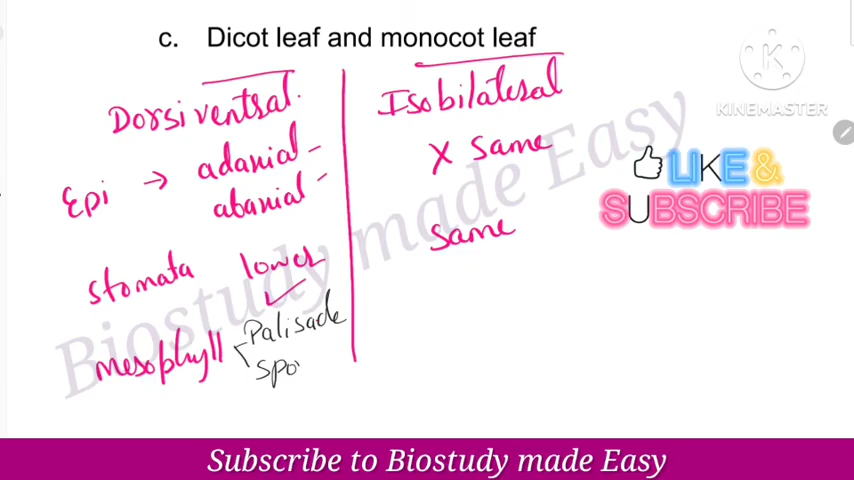 c. Dicot leaf and monocot leaf
Dorsiventral. Isobilateral
Epi → adaxial - X same
abaxial -
stomata lower same
mesophyll Palisade
spo
Biostudy made Easy
K
KINEMASTER
LIKE &
SUBSCRIBE
Subscribe to Biostudy made Easy